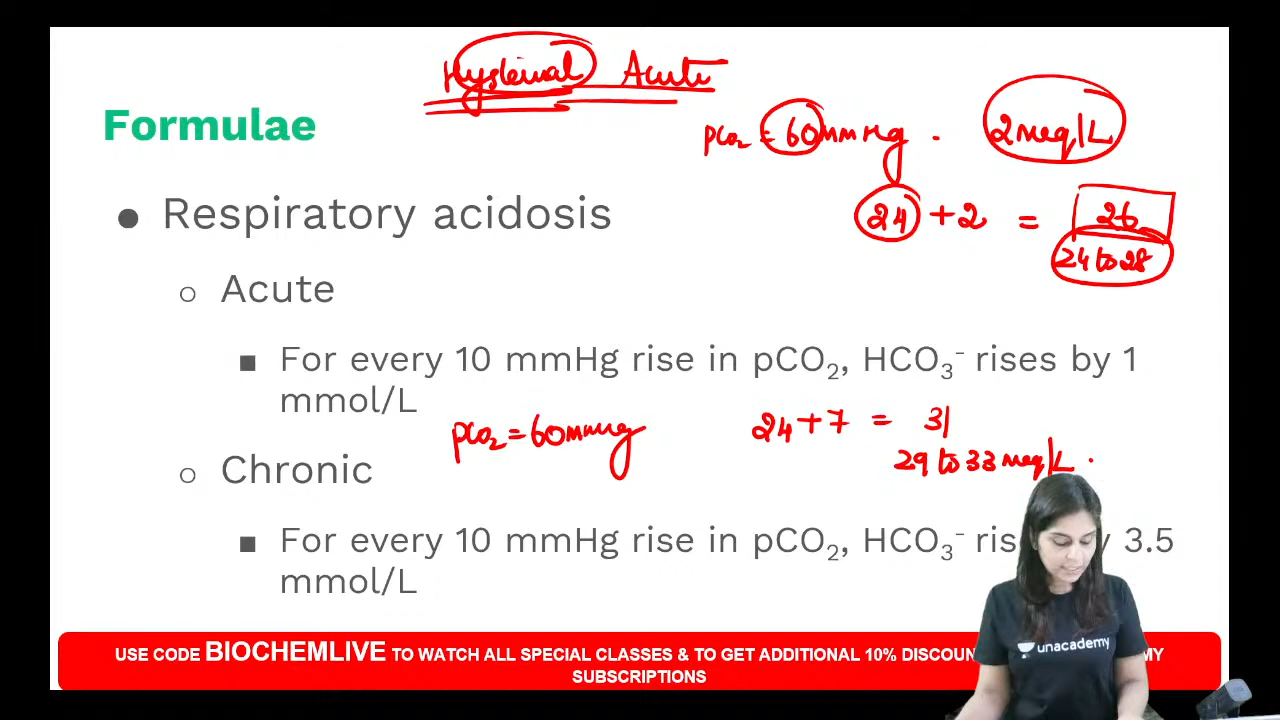 Hysterical Acute
Formulae
pCO2 = 60mmHg. 2meq/L
24 + 2 = 26
24 to 28
● Respiratory acidosis
○ Acute
■ For every 10 mmHg rise in pCO₂, HCO₃⁻ rises by 1
mmol/L
pCO2 = 60mmHg 24 + 7 = 31
29 to 33 meq/L.
○ Chronic
■ For every 10 mmHg rise in pCO₂, HCO₃⁻ ris y 3.5
mmol/L
unacademy
USE CODE BIOCHEMLIVE TO WATCH ALL SPECIAL CLASSES & TO GET ADDITIONAL 10% DISCOUN MY
SUBSCRIPTIONS